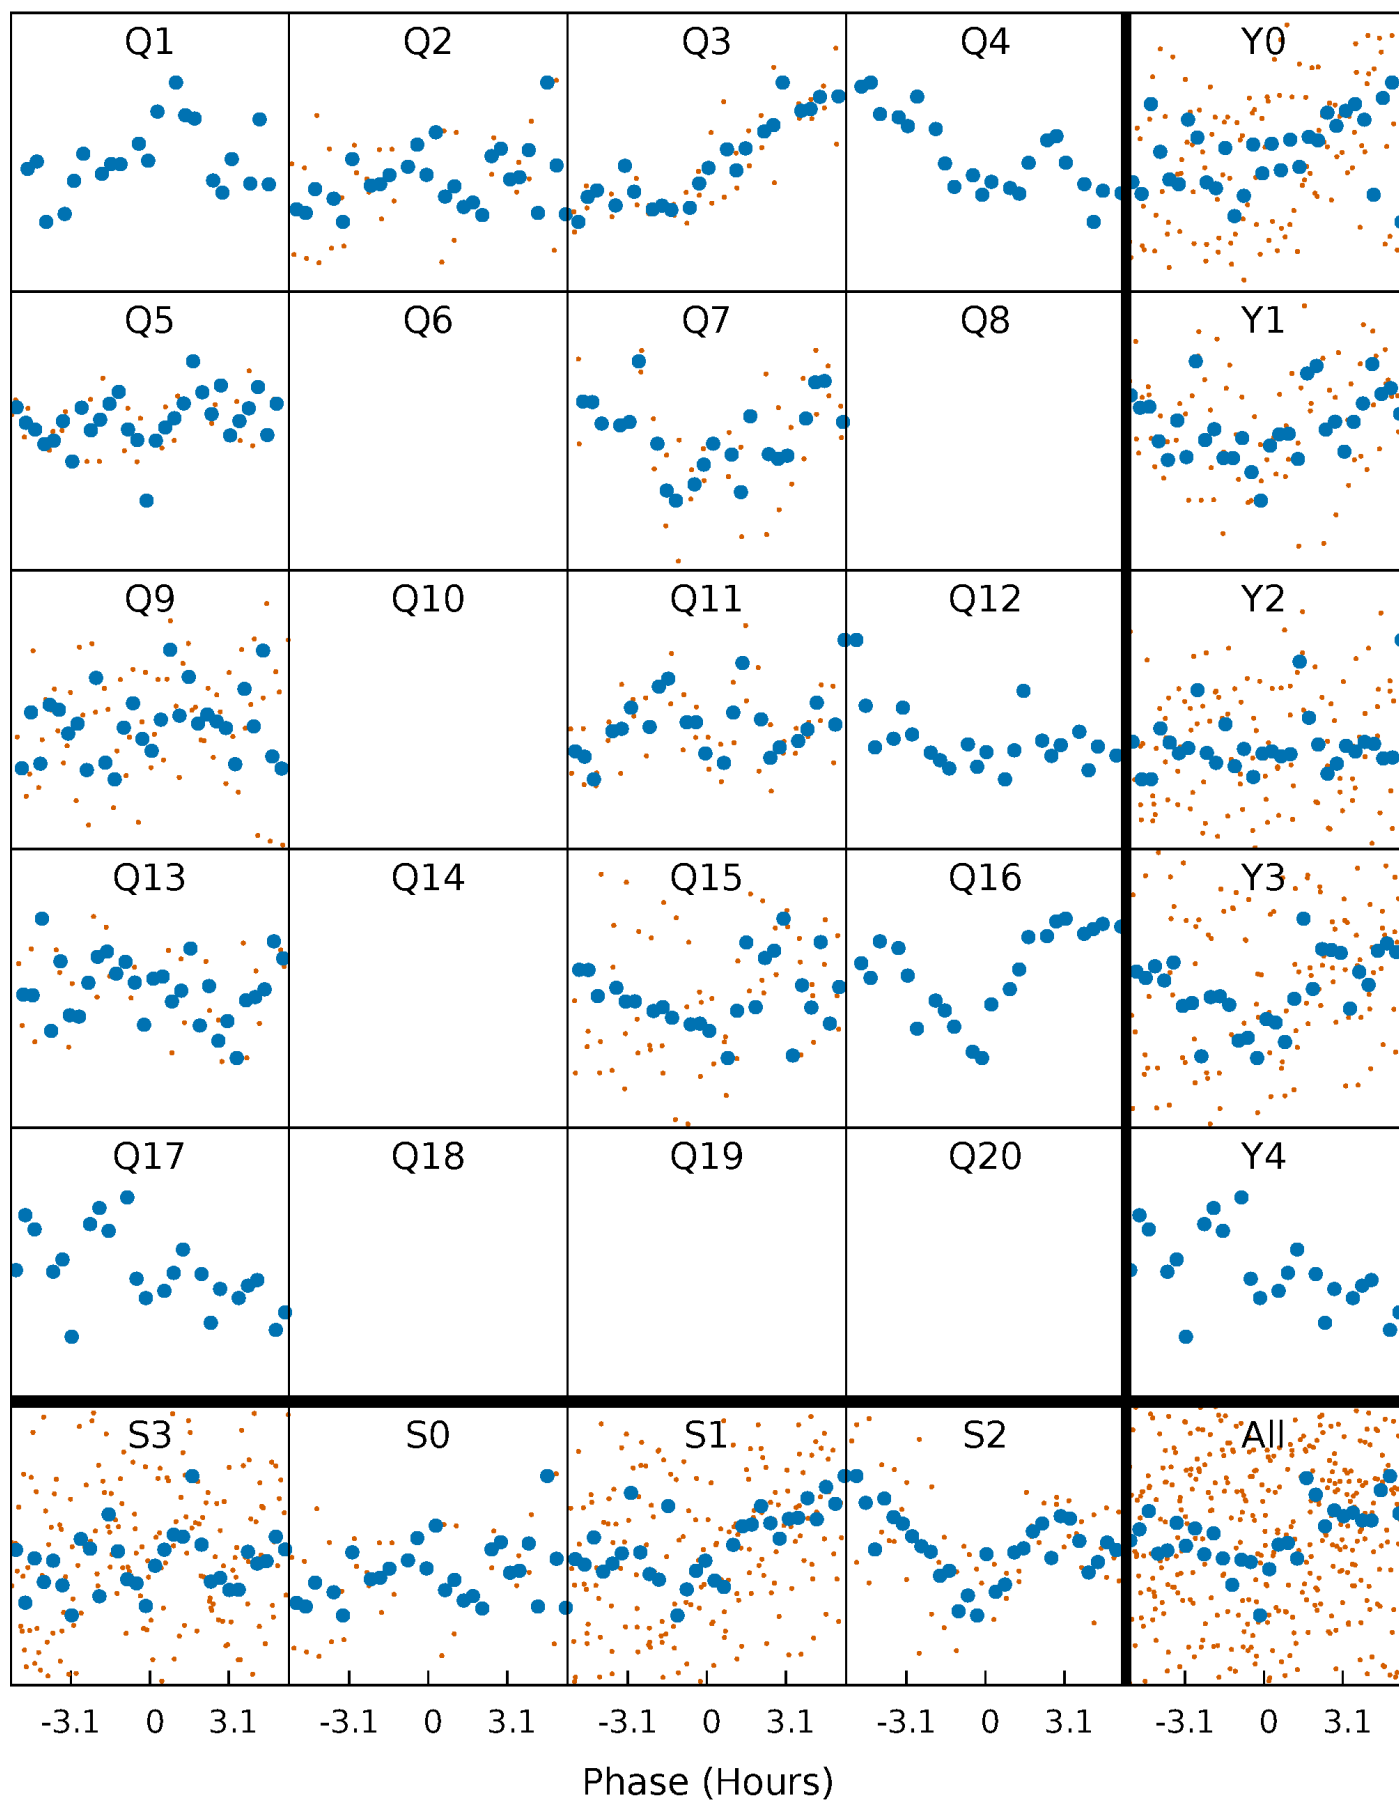 Q1 Q2 Q3 Q4 Y0
Q5 Q6 Q7 Q8 Y1
Q9 Q10 Q11 Q12 Y2
Q13 Q14 Q15 Q16 Y3
Q17 Q18 Q19 Q20 Y4
S3 S0 S1 S2 All
-3.1 0 3.1 -3.1 0 3.1 -3.1 0 3.1 -3.1 0 3.1 -3.1 0 3.1
Phase (Hours)